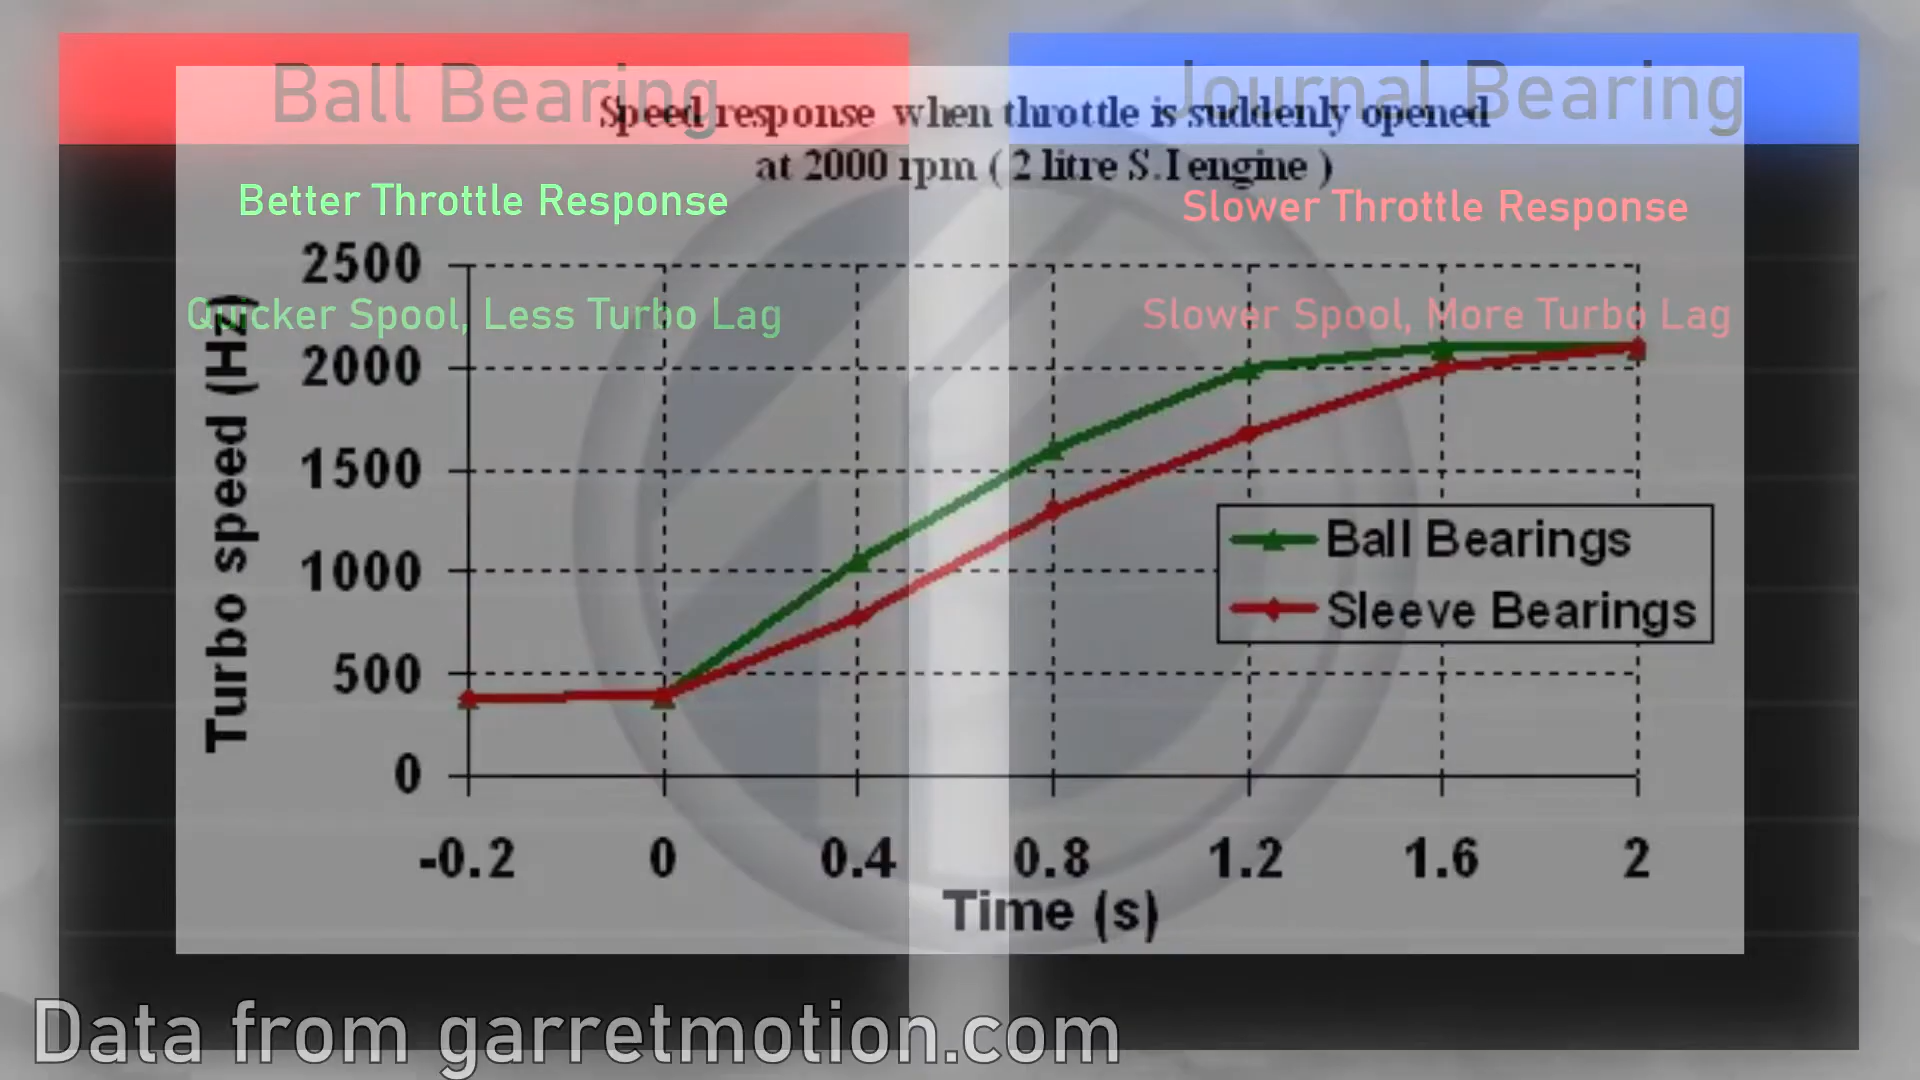 Ball Bearing
Journal Bearing
Speed response when throttle is suddenly opened
at 2000 rpm ( 2 litre S.I engine )
Better Throttle Response
Slower Throttle Response
Quicker Spool, Less Turbo Lag
Slower Spool, More Turbo Lag
Turbo speed (Hz)
2500
2000
1500
1000
500
0
Ball Bearings
Sleeve Bearings
-0.2 0 0.4 0.8 1.2 1.6 2
Time (s)
Data from garretmotion.com